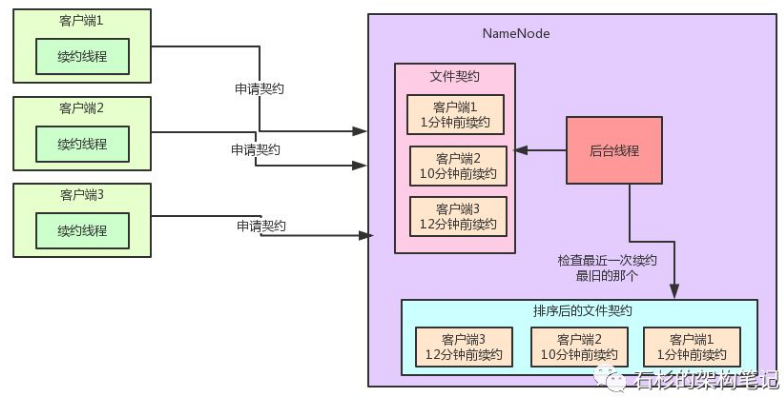 客户端1
续约线程
客户端2
续约线程
客户端3
续约线程
申请契约
申请契约
申请契约
NameNode
文件契约
客户端1
1分钟前续约
客户端2
10分钟前续约
客户端3
12分钟前续约
后台线程
检查最近一次续约
最旧的那个
排序后的文件契约
客户端3
12分钟前续约
客户端2
10分钟前续约
客户端1
1分钟前续约
石杉的架构笔记